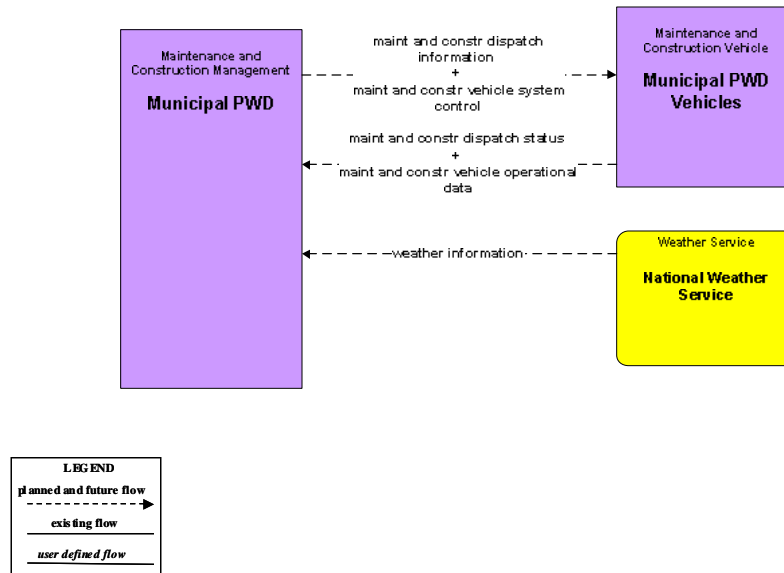 Maintenance and
Construction Management
Municipal PWD
maint and constr dispatch
information
+
maint and constr vehicle system
control
maint and constr dispatch status
+
maint and constr vehicle operational
data
weather information
Maintenance and
Construction Vehicle
Municipal PWD
Vehicles
Weather Service
National Weather
Service
LEGEND
planned and future flow
existing flow
user defined flow